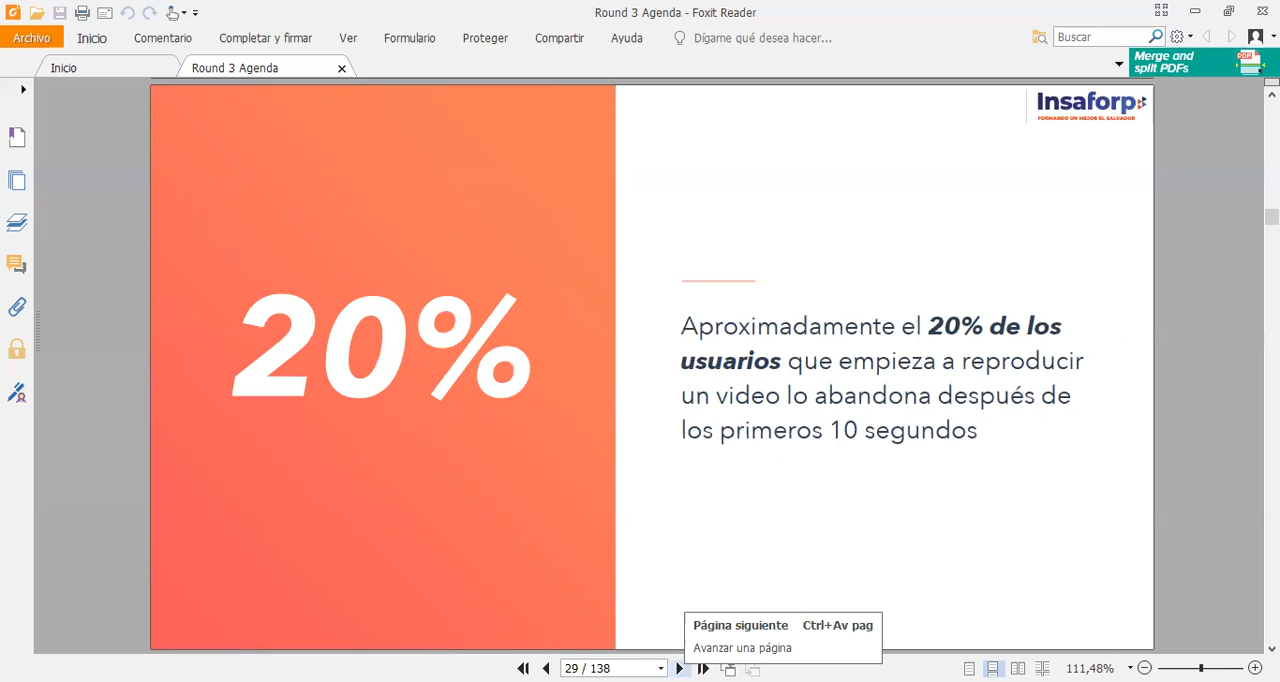 Round 3 Agenda - Foxit Reader
Archivo Inicio Comentario Completar y firmar Ver Formulario Proteger Compartir Ayuda Dígame qué desea hacer... Buscar
Inicio Round 3 Agenda
Merge and
split PDFs
PDF
Insaforp
FORMANDO UN MEJOR EL SALVADOR
20%
Aproximadamente el 20% de los
usuarios que empieza a reproducir
un video lo abandona después de
los primeros 10 segundos
Página siguiente Ctrl+Av pag
Avanzar una página
29 / 138
111,48%